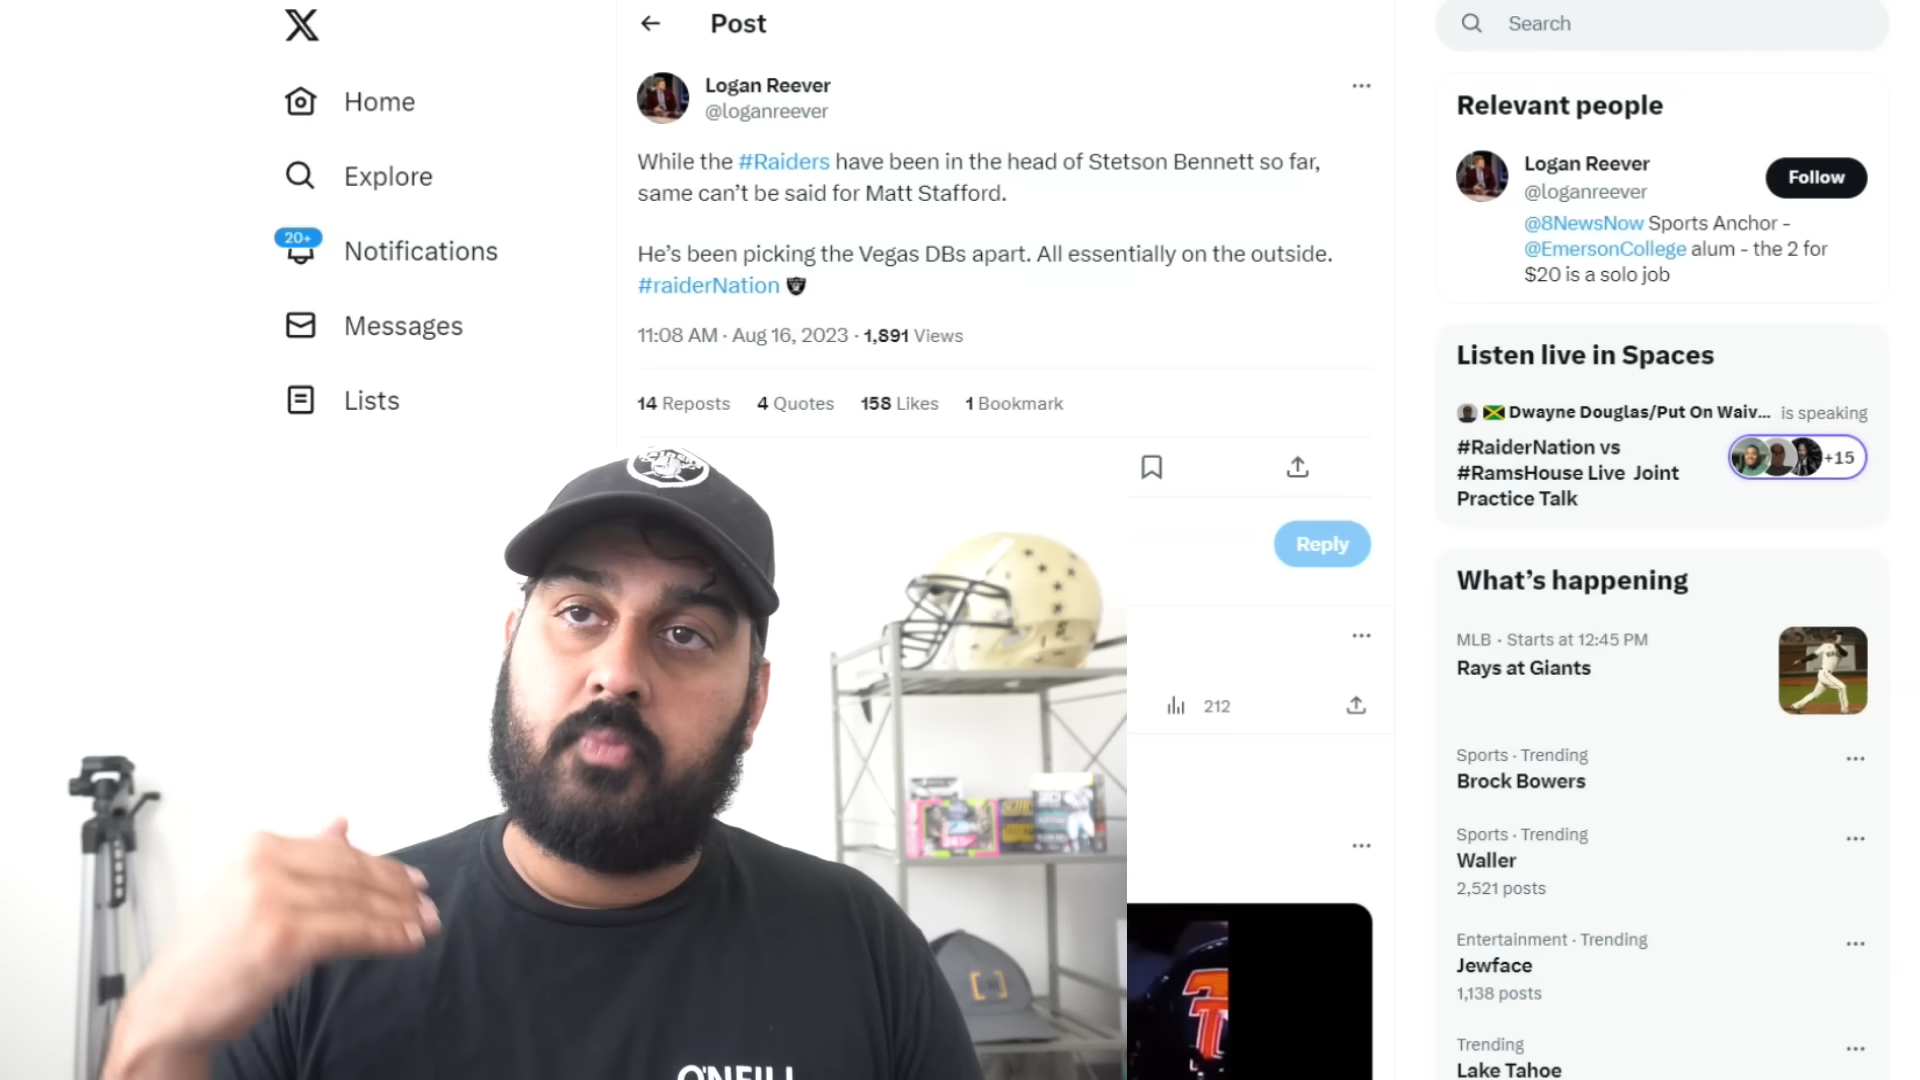 Home
Explore
20+
Notifications
Messages
Lists
Post
Logan Reever
@loganreever
While the #Raiders have been in the head of Stetson Bennett so far,
same can’t be said for Matt Stafford.
He’s been picking the Vegas DBs apart. All essentially on the outside.
#raiderNation
11:08 AM · Aug 16, 2023 · 1,891 Views
14 Reposts 4 Quotes 158 Likes 1 Bookmark
Reply
212
O'NEILL
Search
Relevant people
Logan Reever
@loganreever
Follow
@8NewsNow Sports Anchor -
@EmersonCollege alum - the 2 for
$20 is a solo job
Listen live in Spaces
Dwayne Douglas/Put On Waiv... is speaking
#RaiderNation vs
#RamsHouse Live Joint
Practice Talk
+15
What’s happening
MLB · Starts at 12:45 PM
Rays at Giants
Sports · Trending
Brock Bowers
Sports · Trending
Waller
2,521 posts
Entertainment · Trending
Jewface
1,138 posts
Trending
Lake Tahoe